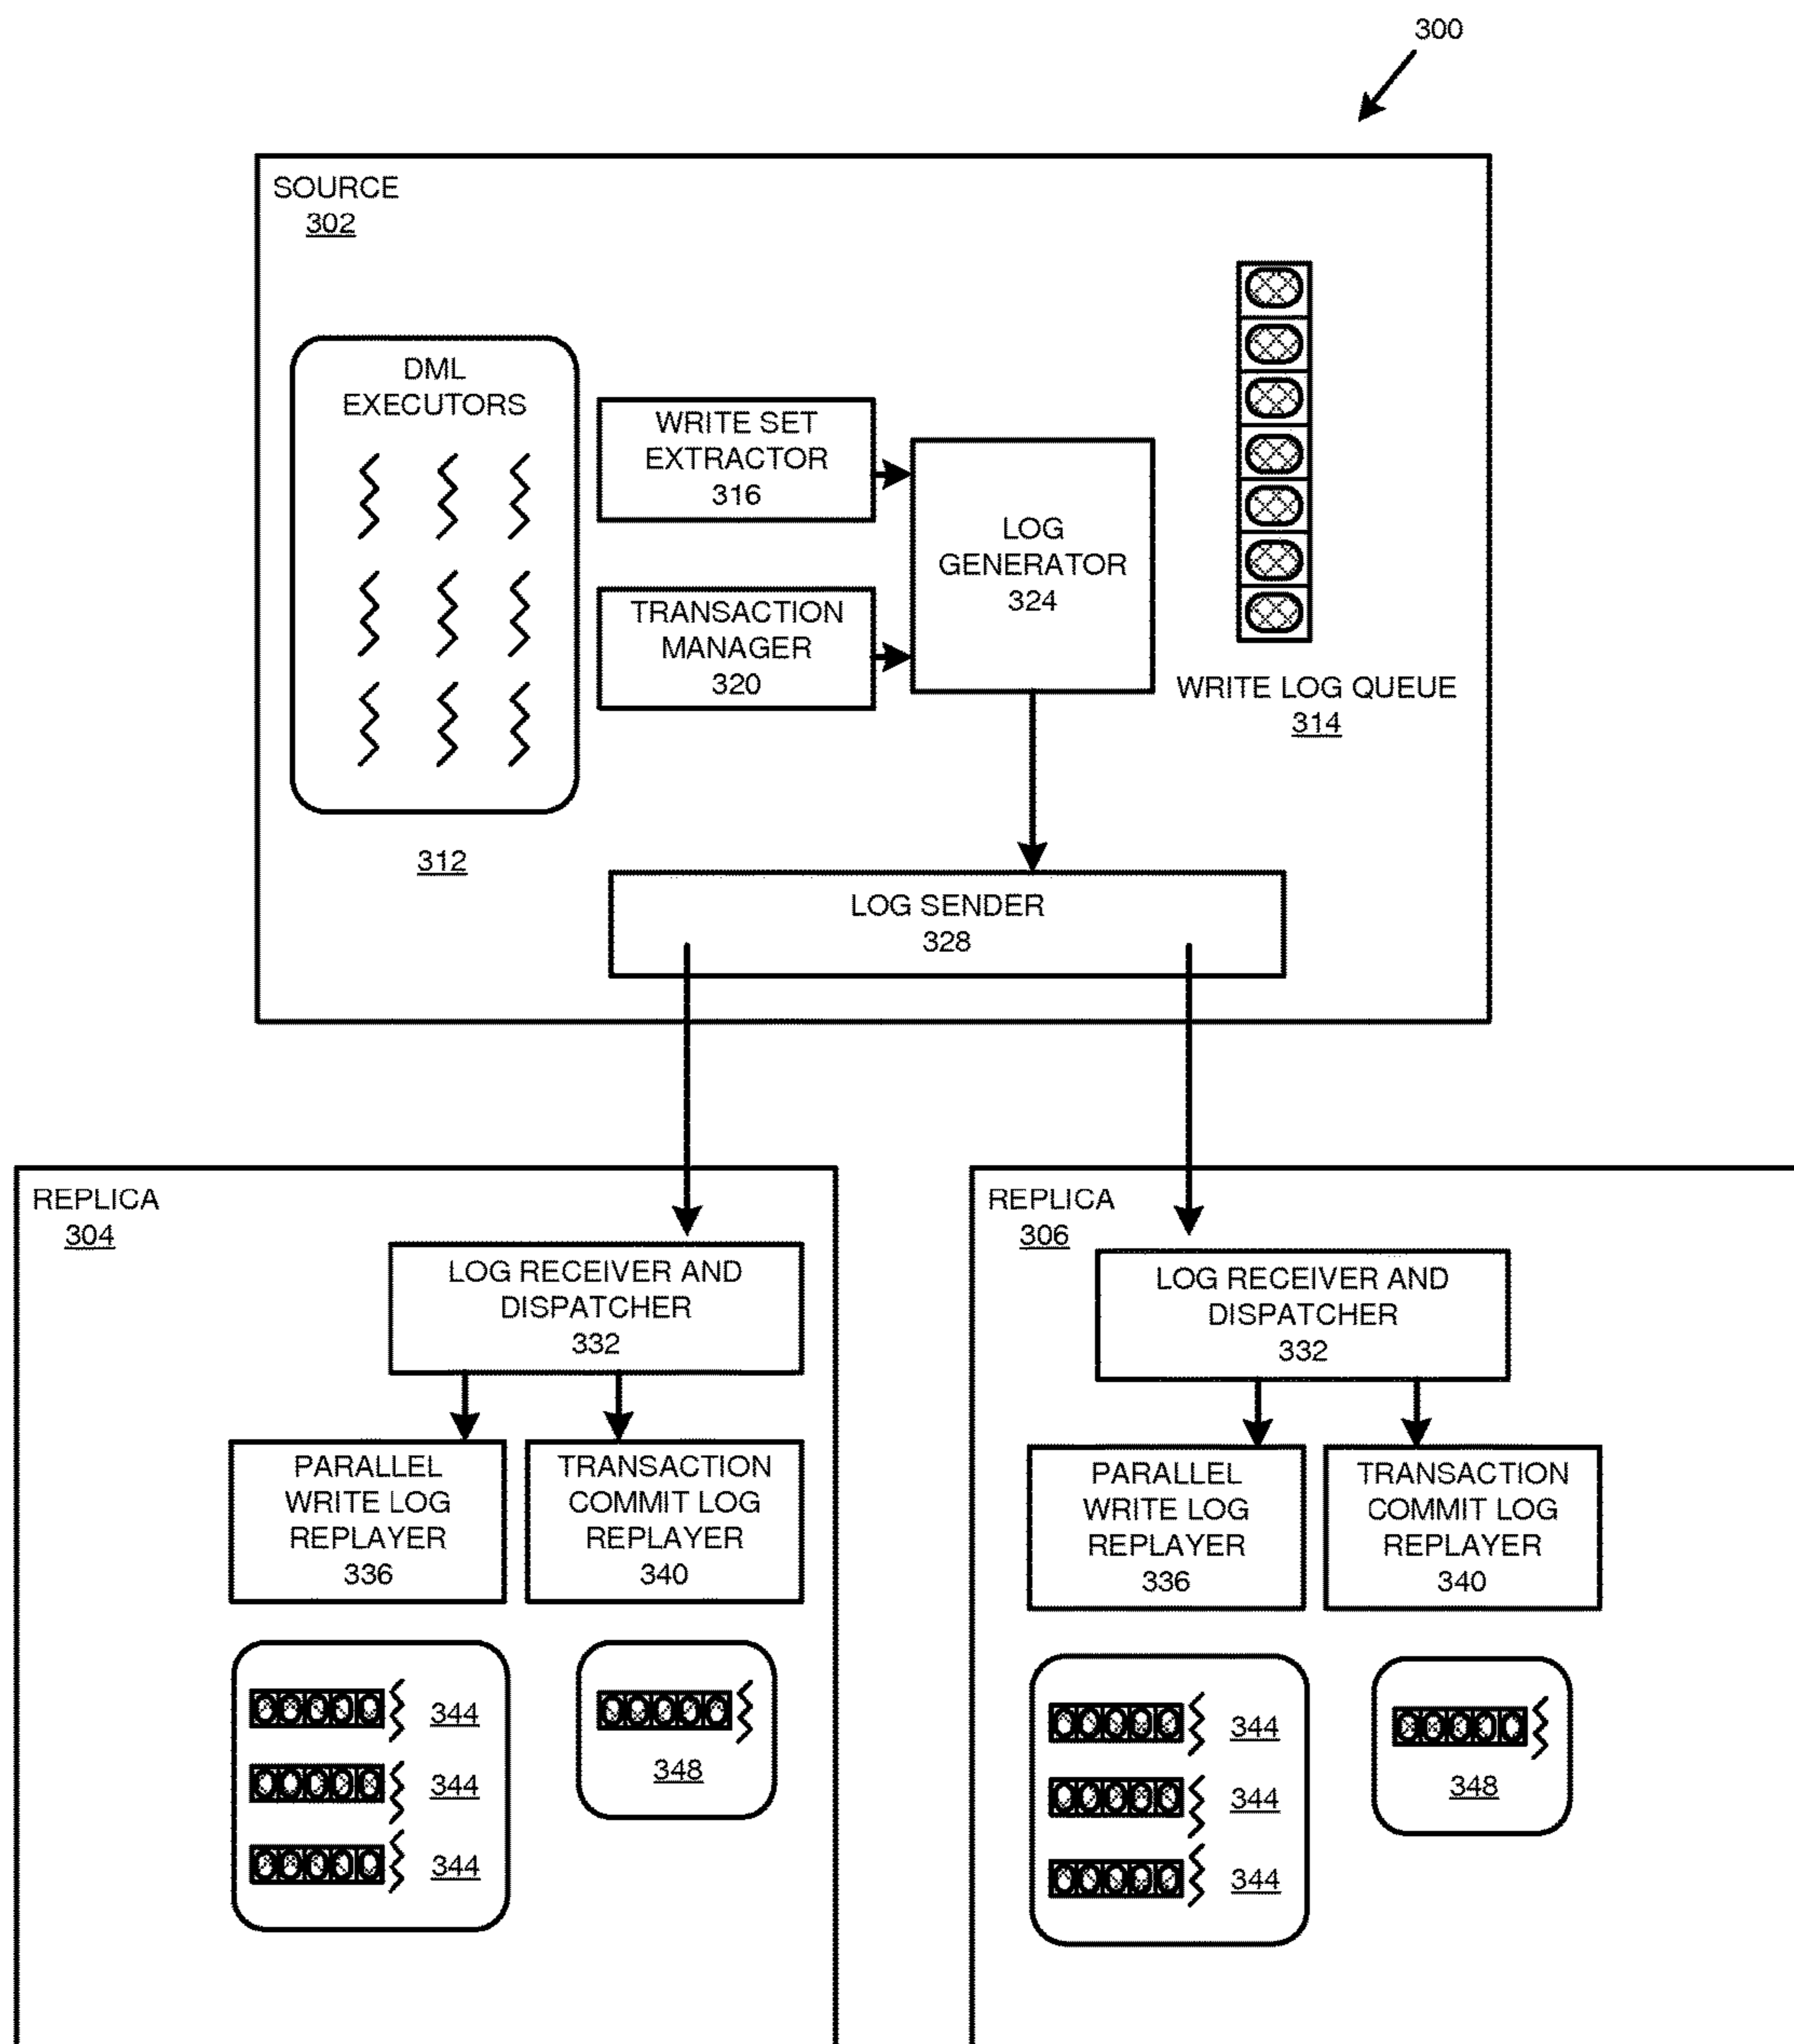 300
SOURCE
302
DML
EXECUTORS
312
WRITE SET
EXTRACTOR
316
TRANSACTION
MANAGER
320
LOG
GENERATOR
324
WRITE LOG QUEUE
314
LOG SENDER
328
REPLICA
304
LOG RECEIVER AND
DISPATCHER
332
PARALLEL
WRITE LOG
REPLAYER
336
TRANSACTION
COMMIT LOG
REPLAYER
340
344
344
344
348
REPLICA
306
LOG RECEIVER AND
DISPATCHER
332
PARALLEL
WRITE LOG
REPLAYER
336
TRANSACTION
COMMIT LOG
REPLAYER
340
344
344
344
348